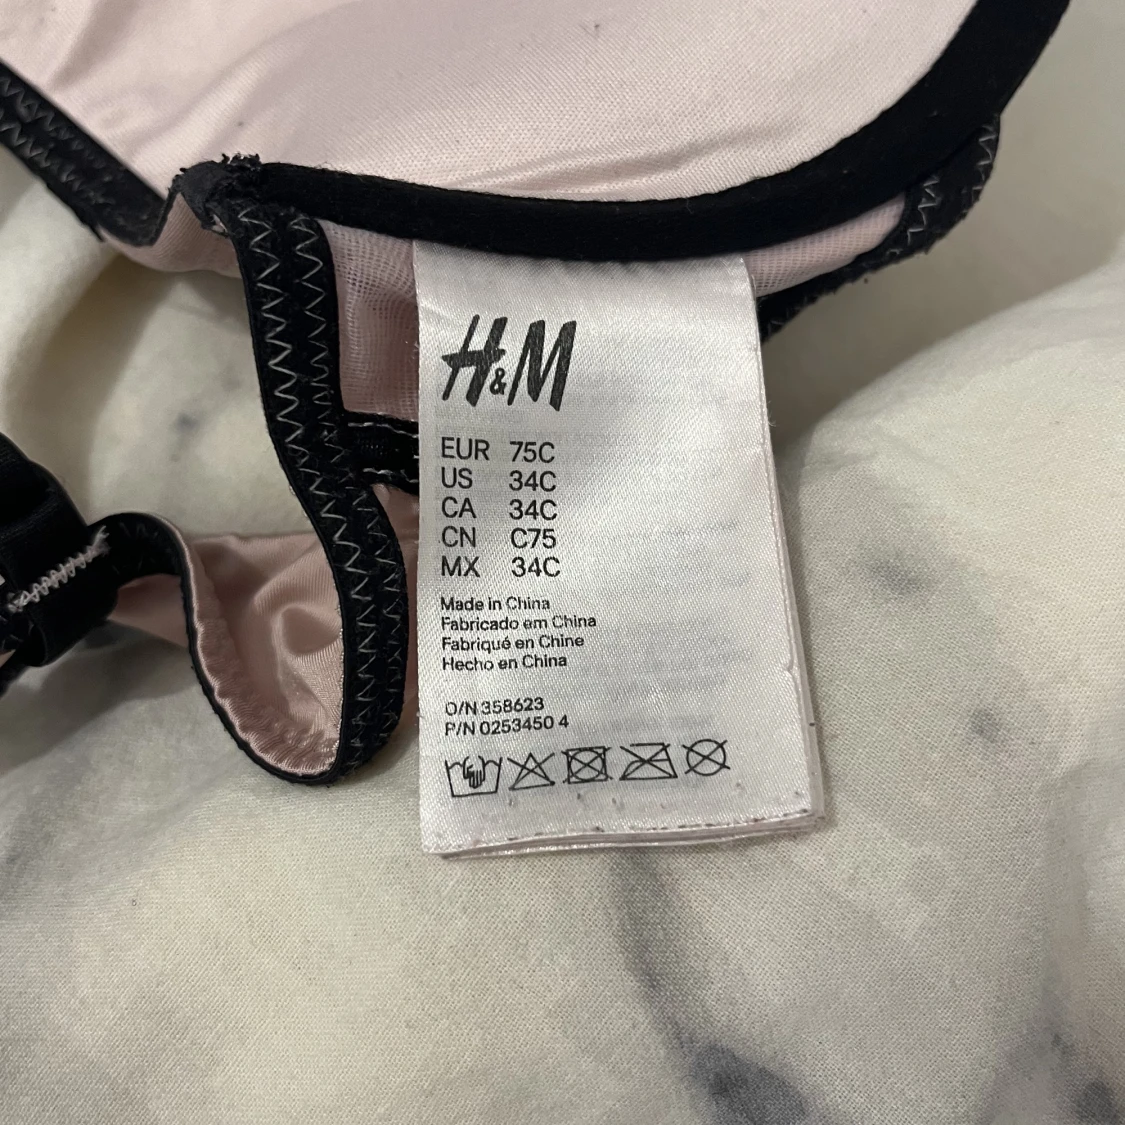 H&M
EUR 75C
US 34C
CA 34C
CN C75
MX 34C
Made in China
Fabricado em China
Fabriqué en Chine
Hecho en China
O/N 358623
P/N 0253450 4